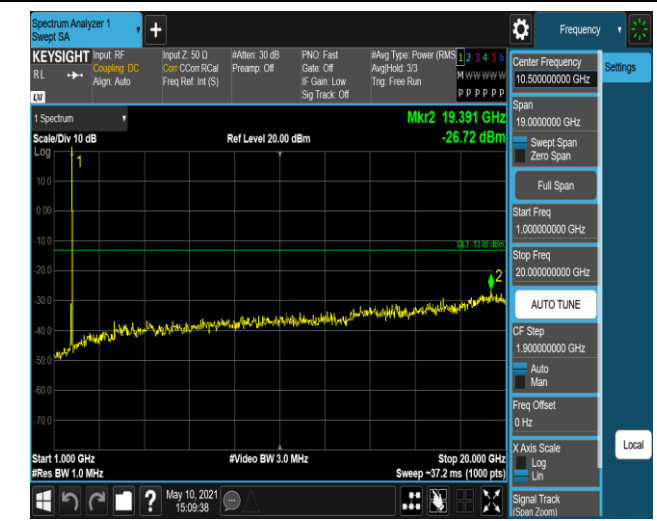 Spectrum Analyzer 1
Swept SA
Frequency
KEYSIGHT
RL
LXI
Input: RF
Coupling: DC
Align: Auto
Input Z: 50 Ω
Corr CCorr RCal
Freq Ref: Int (S)
#Atten: 30 dB
Preamp: Off
PNO: Fast
Gate: Off
IF Gain: Low
Sig Track: Off
#Avg Type: Power (RMS
Avg|Hold: 3/3
Trig: Free Run
1 2 3 4 5 6
M W W W W W
P P P P P P
1 Spectrum
Mkr2 19.391 GHz
Scale/Div 10 dB
Ref Level 20.00 dBm
-26.72 dBm
Log
1
10.0
0.00
-10.0
DL1 -13.00 dBm
-20.0
2
-30.0
-40.0
-50.0
-60.0
-70.0
Start 1.000 GHz
#Video BW 3.0 MHz
Stop 20.000 GHz
#Res BW 1.0 MHz
Sweep ~37.2 ms (1000 pts)
May 10, 2021
15:09:38
?
Center Frequency
10.500000000 GHz
Settings
Span
19.0000000 GHz
Swept Span
Zero Span
Full Span
Start Freq
1.000000000 GHz
Stop Freq
20.000000000 GHz
AUTO TUNE
CF Step
1.900000000 GHz
Auto
Man
Freq Offset
0 Hz
X Axis Scale
Log
Lin
Local
Signal Track
(Span Zoom)